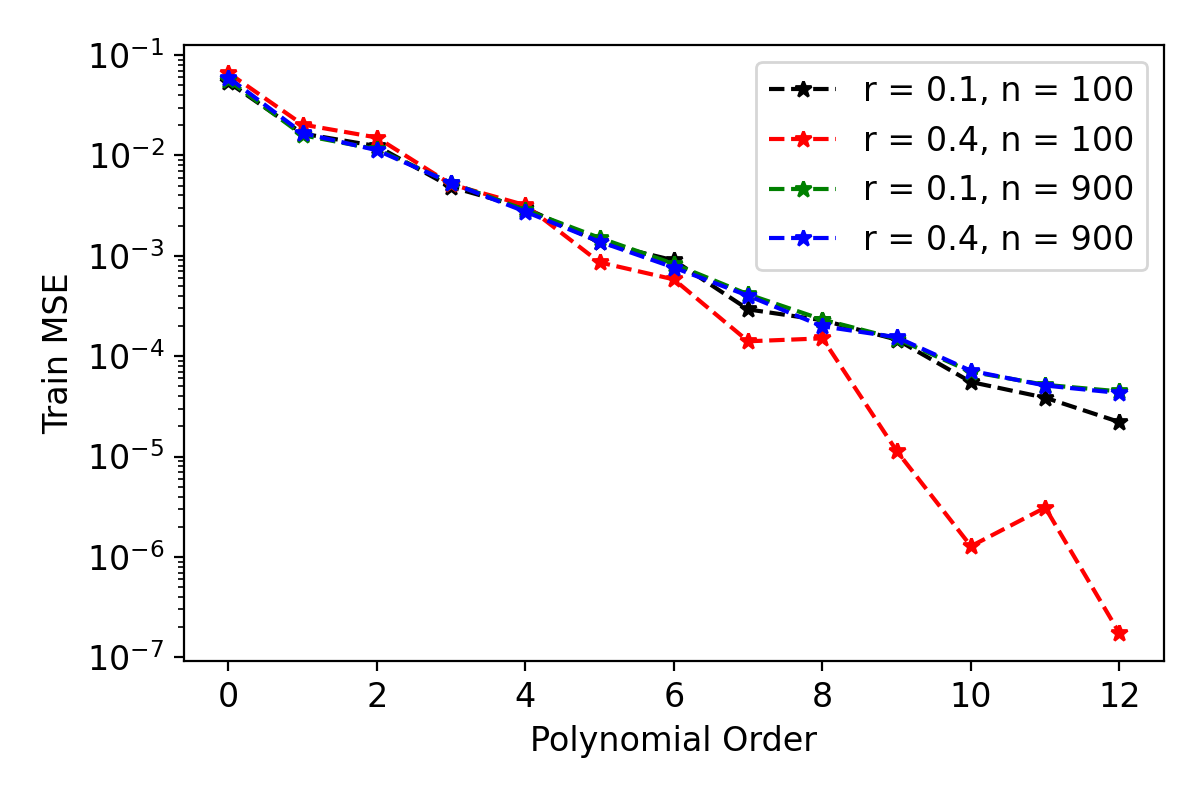 10⁻¹
10⁻²
10⁻³
10⁻⁴
10⁻⁵
10⁻⁶
10⁻⁷
Train MSE
r = 0.1, n = 100
r = 0.4, n = 100
r = 0.1, n = 900
r = 0.4, n = 900
0 2 4 6 8 10 12
Polynomial Order